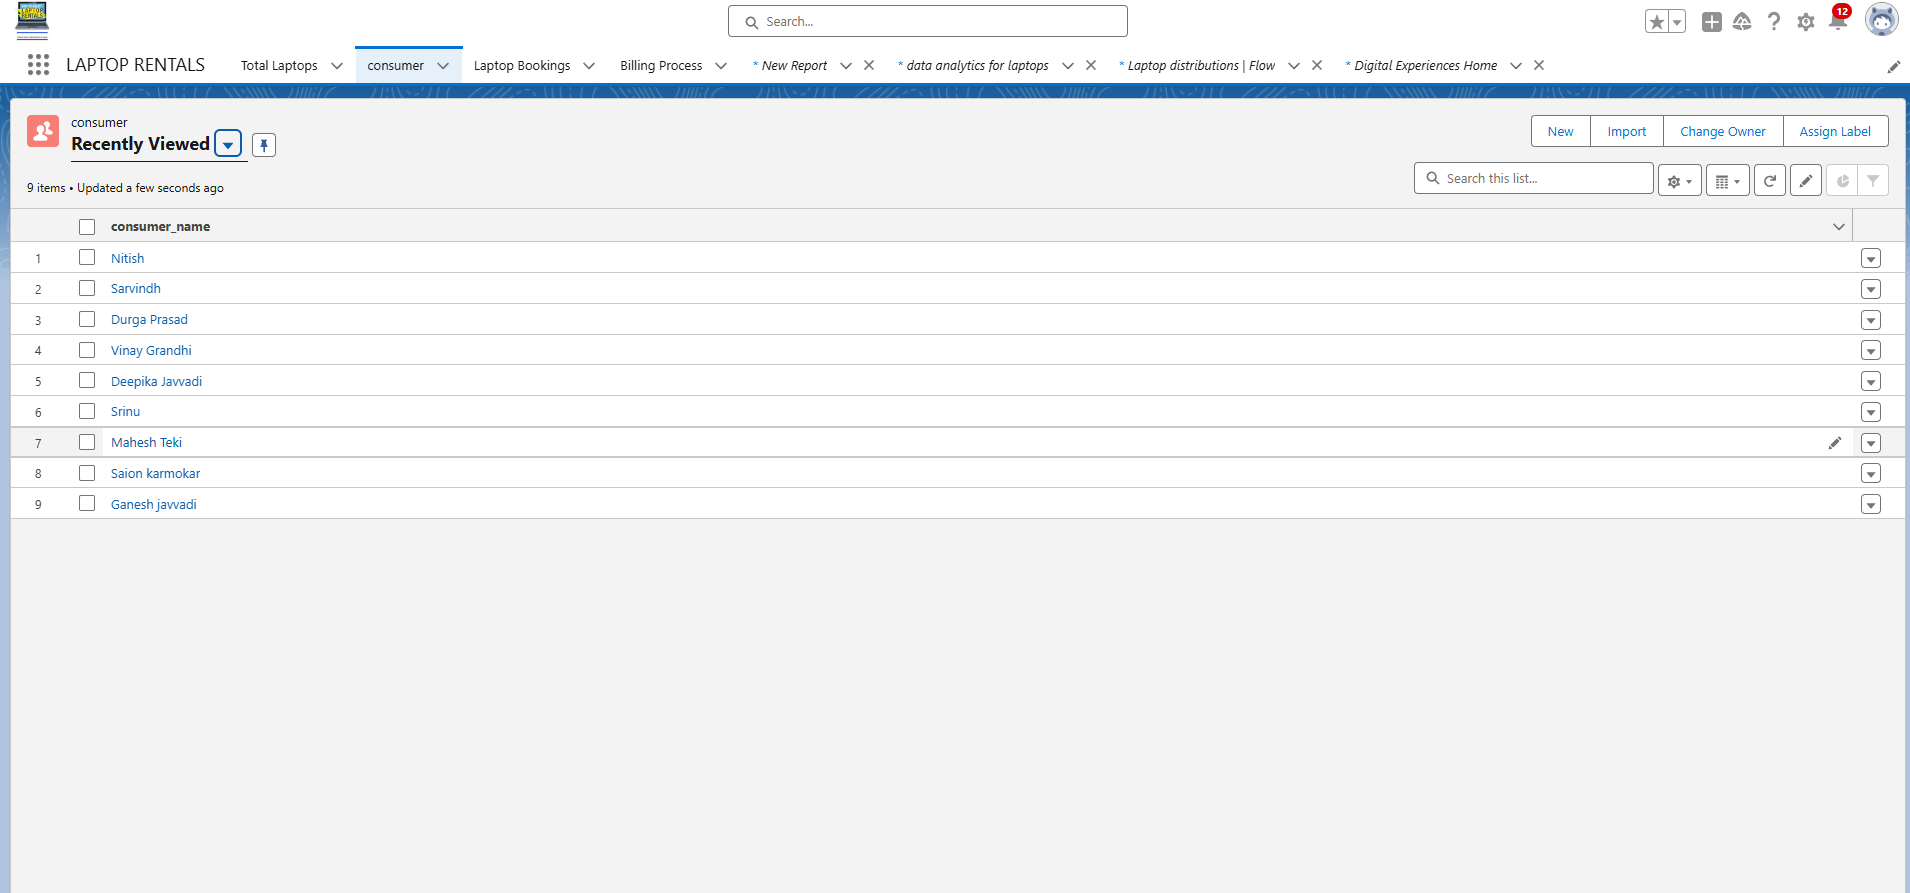 LAPTOP
RENTALS
Search...
12
LAPTOP RENTALS
Total Laptops
consumer
Laptop Bookings
Billing Process
* New Report
* data analytics for laptops
* Laptop distributions | Flow
* Digital Experiences Home
consumer
Recently Viewed
New
Import
Change Owner
Assign Label
9 items • Updated a few seconds ago
Search this list...
consumer_name
1 Nitish
2 Sarvindh
3 Durga Prasad
4 Vinay Grandhi
5 Deepika Javvadi
6 Srinu
7 Mahesh Teki
8 Saion karmokar
9 Ganesh javvadi